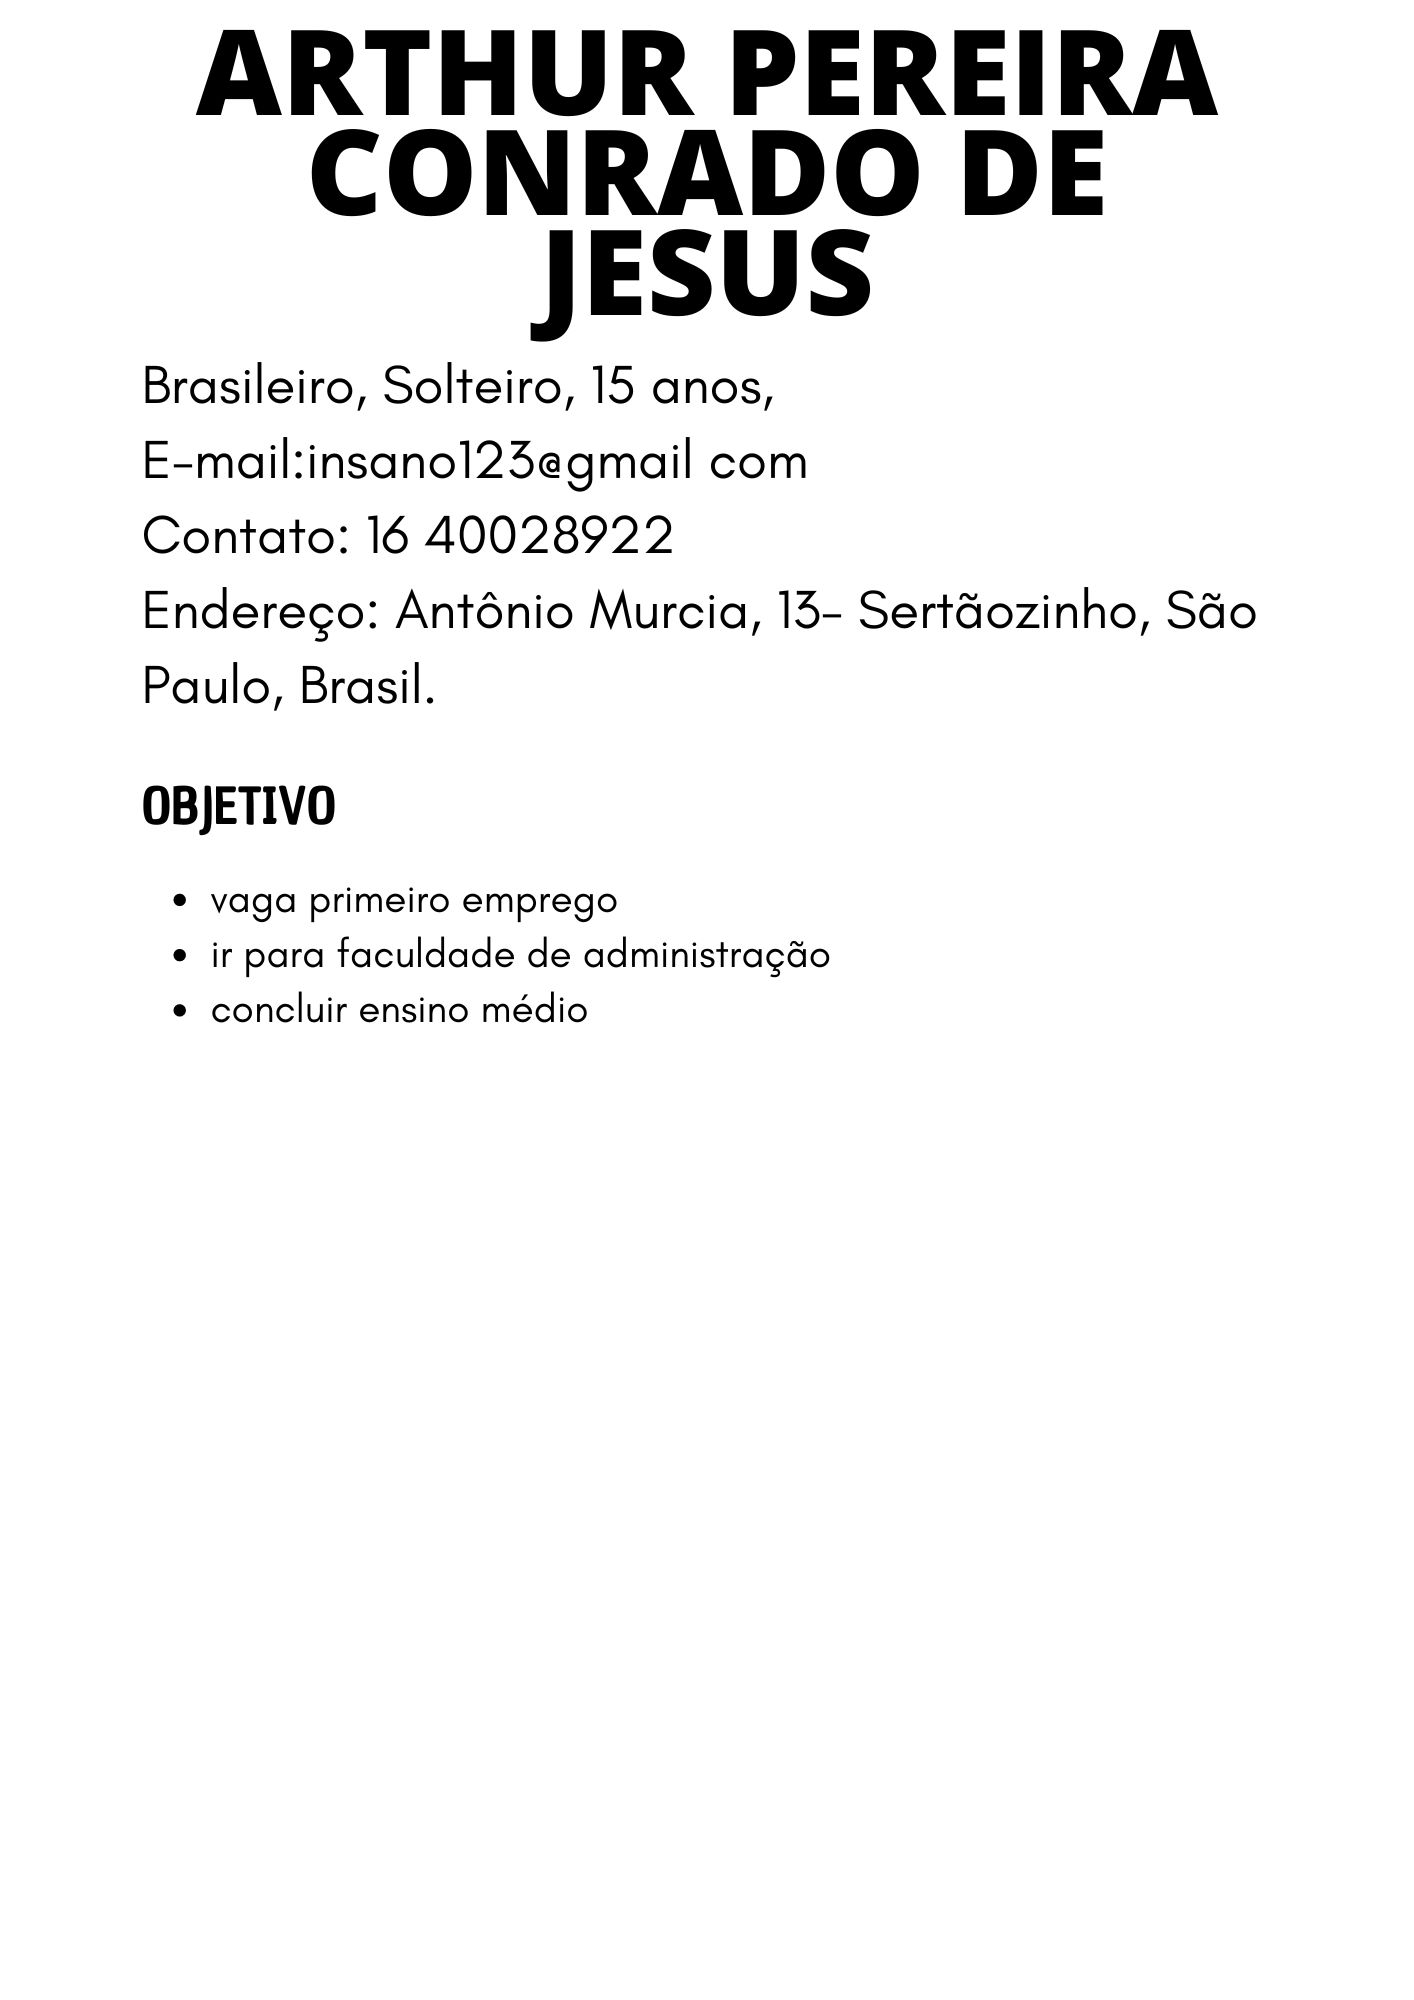 ARTHUR PEREIRA
CONRADO DE
JESUS
Brasileiro, Solteiro, 15 anos,
E-mail:insano123@gmail com
Contato: 16 40028922
Endereço: Antônio Murcia, 13- Sertãozinho, São
Paulo, Brasil.
OBJETIVO
• vaga primeiro emprego
• ir para faculdade de administração
• concluir ensino médio